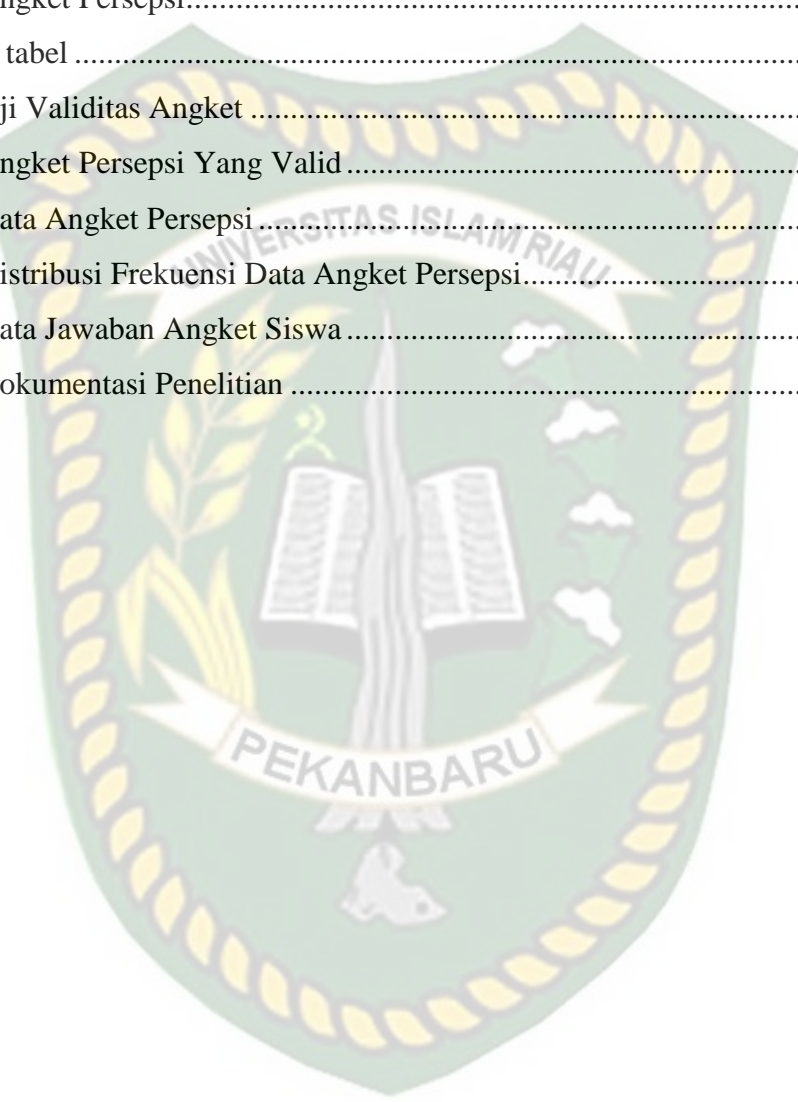 ngket Persepsi
tabel
ji Validitas Angket
ngket Persepsi Yang Valid
ata Angket Persepsi
istribusi Frekuensi Data Angket Persepsi
ata Jawaban Angket Siswa
okumentasi Penelitian
UNIVERSITAS ISLAM RIAU
PEKANBARU